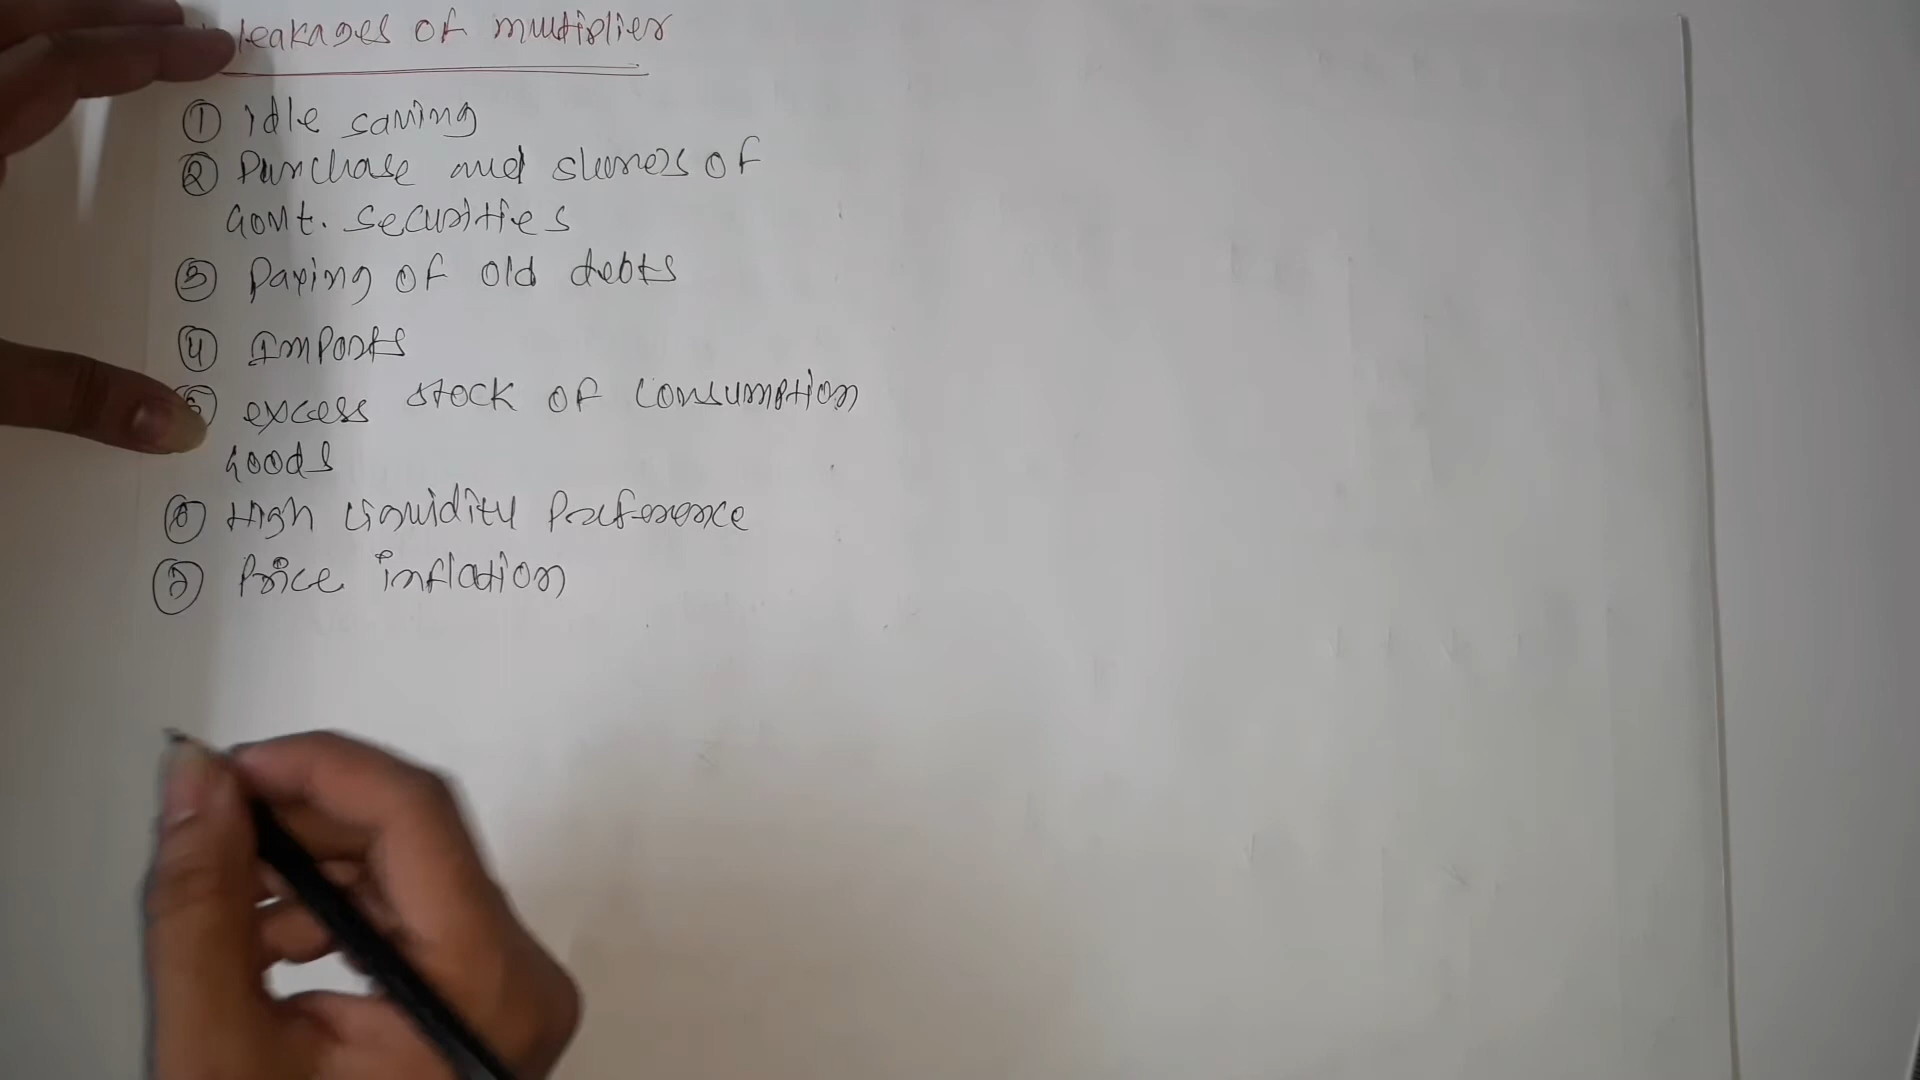 leakages of multiplier
① idle saving
② Purchase and shares of
Govt. securities
③ Paying of old debts
④ Imports
⑤ excess stock of consumption
Goods
⑥ High Liquidity Preference
⑦ Price inflation